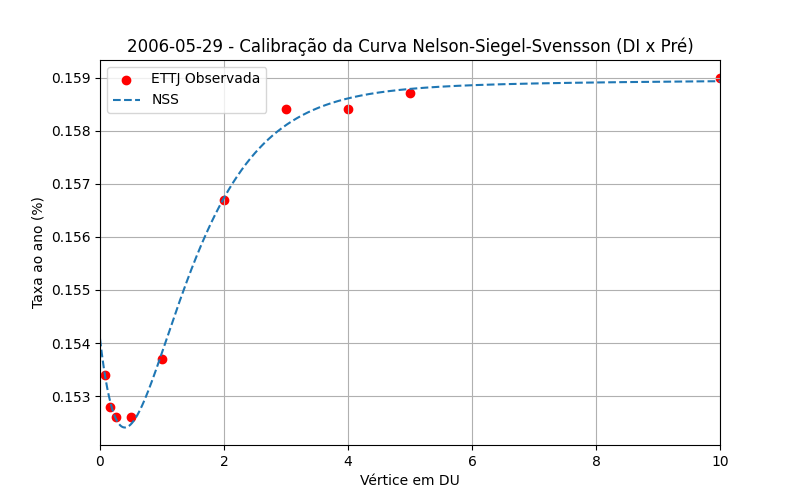 2006-05-29 - Calibração da Curva Nelson-Siegel-Svensson (DI x Pré)
ETTJ Observada
NSS
Taxa ao ano (%)
0.159
0.158
0.157
0.156
0.155
0.154
0.153
0 2 4 6 8 10
Vértice em DU